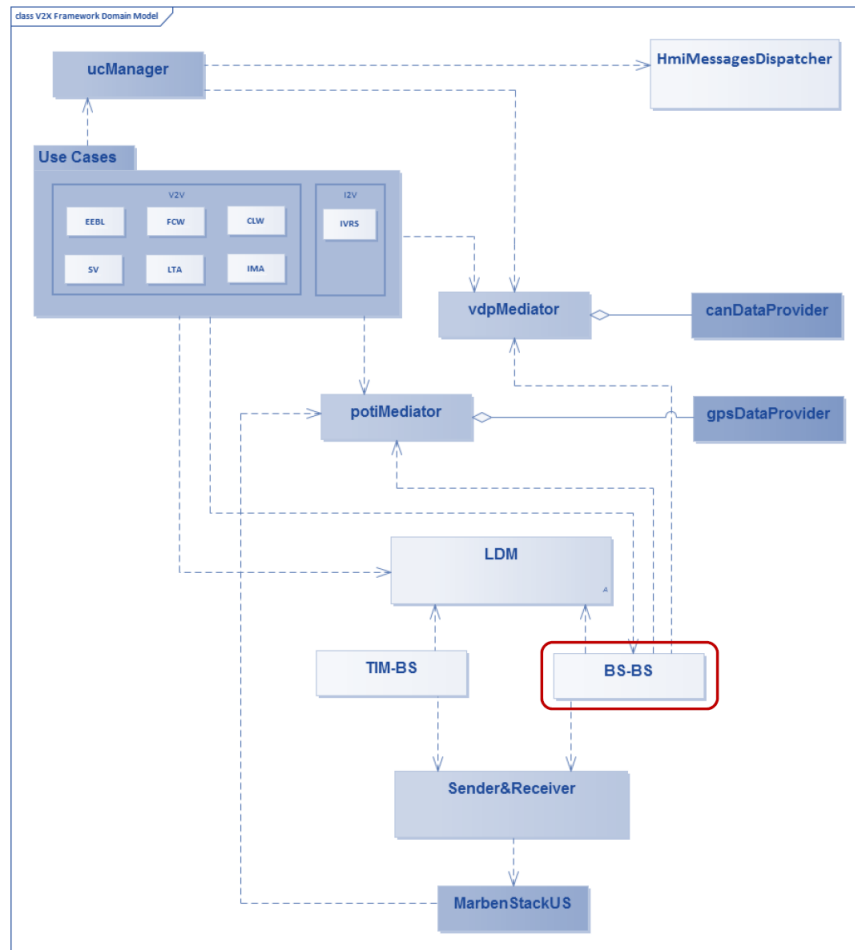 class V2X Framework Domain Model
ucManager
HmiMessagesDispatcher
Use Cases
V2V
I2V
EEBL
FCW
CLW
IVRS
SV
LTA
IMA
vdpMediator
canDataProvider
potiMediator
gpsDataProvider
LDM
TIM-BS
BS-BS
Sender&Receiver
MarbenStackUS